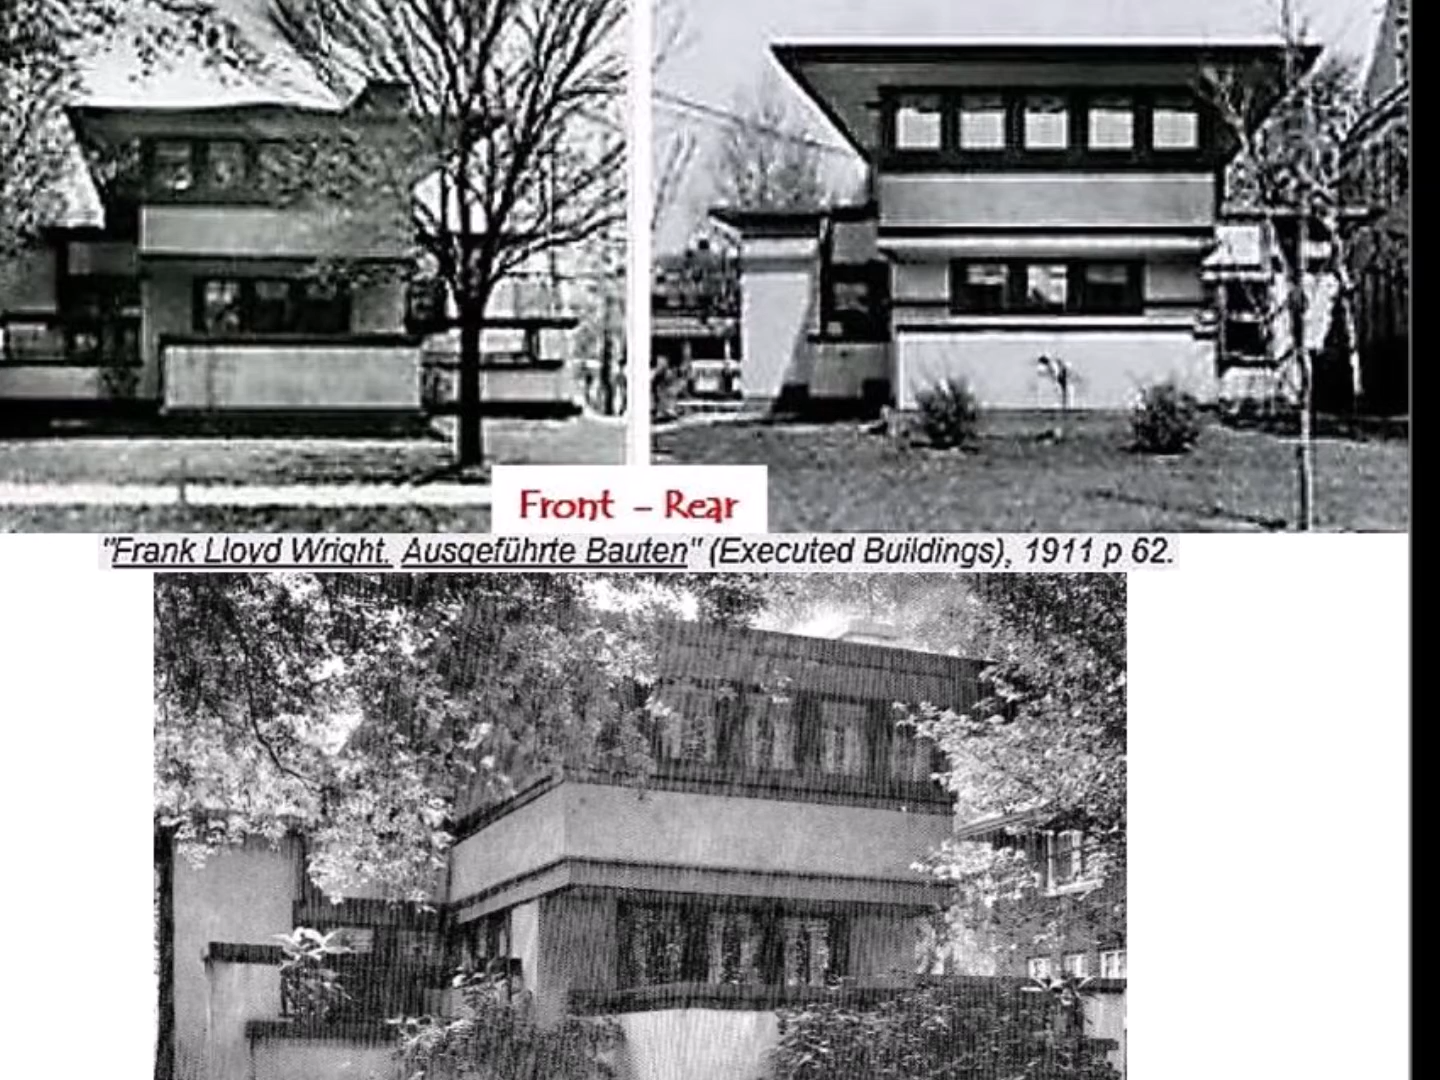 Front - Rear
"Frank Lloyd Wright. Ausgeführte Bauten" (Executed Buildings), 1911 p 62.